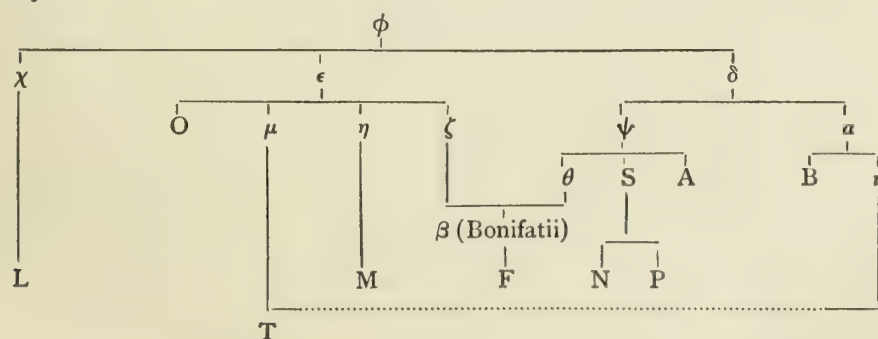 φ
χ ε δ
O μ η ζ ψ α
θ S A B
β (Bonifatii)
L M F N P
T